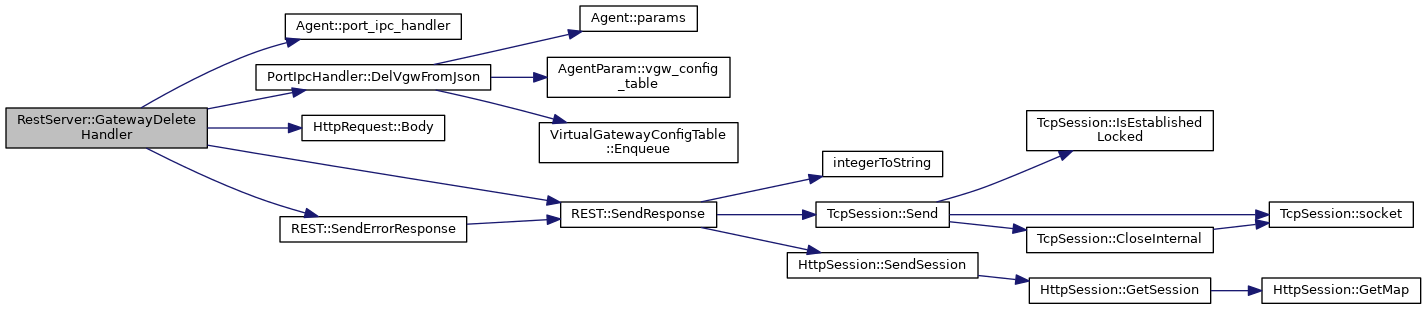 RestServer::GatewayDelete
Handler
Agent::port_ipc_handler
PortIpcHandler::DelVgwFromJson
HttpRequest::Body
REST::SendErrorResponse
Agent::params
AgentParam::vgw_config
_table
VirtualGatewayConfigTable
::Enqueue
REST::SendResponse
integerToString
TcpSession::Send
HttpSession::SendSession
TcpSession::IsEstablished
Locked
TcpSession::CloseInternal
HttpSession::GetSession
TcpSession::socket
HttpSession::GetMap